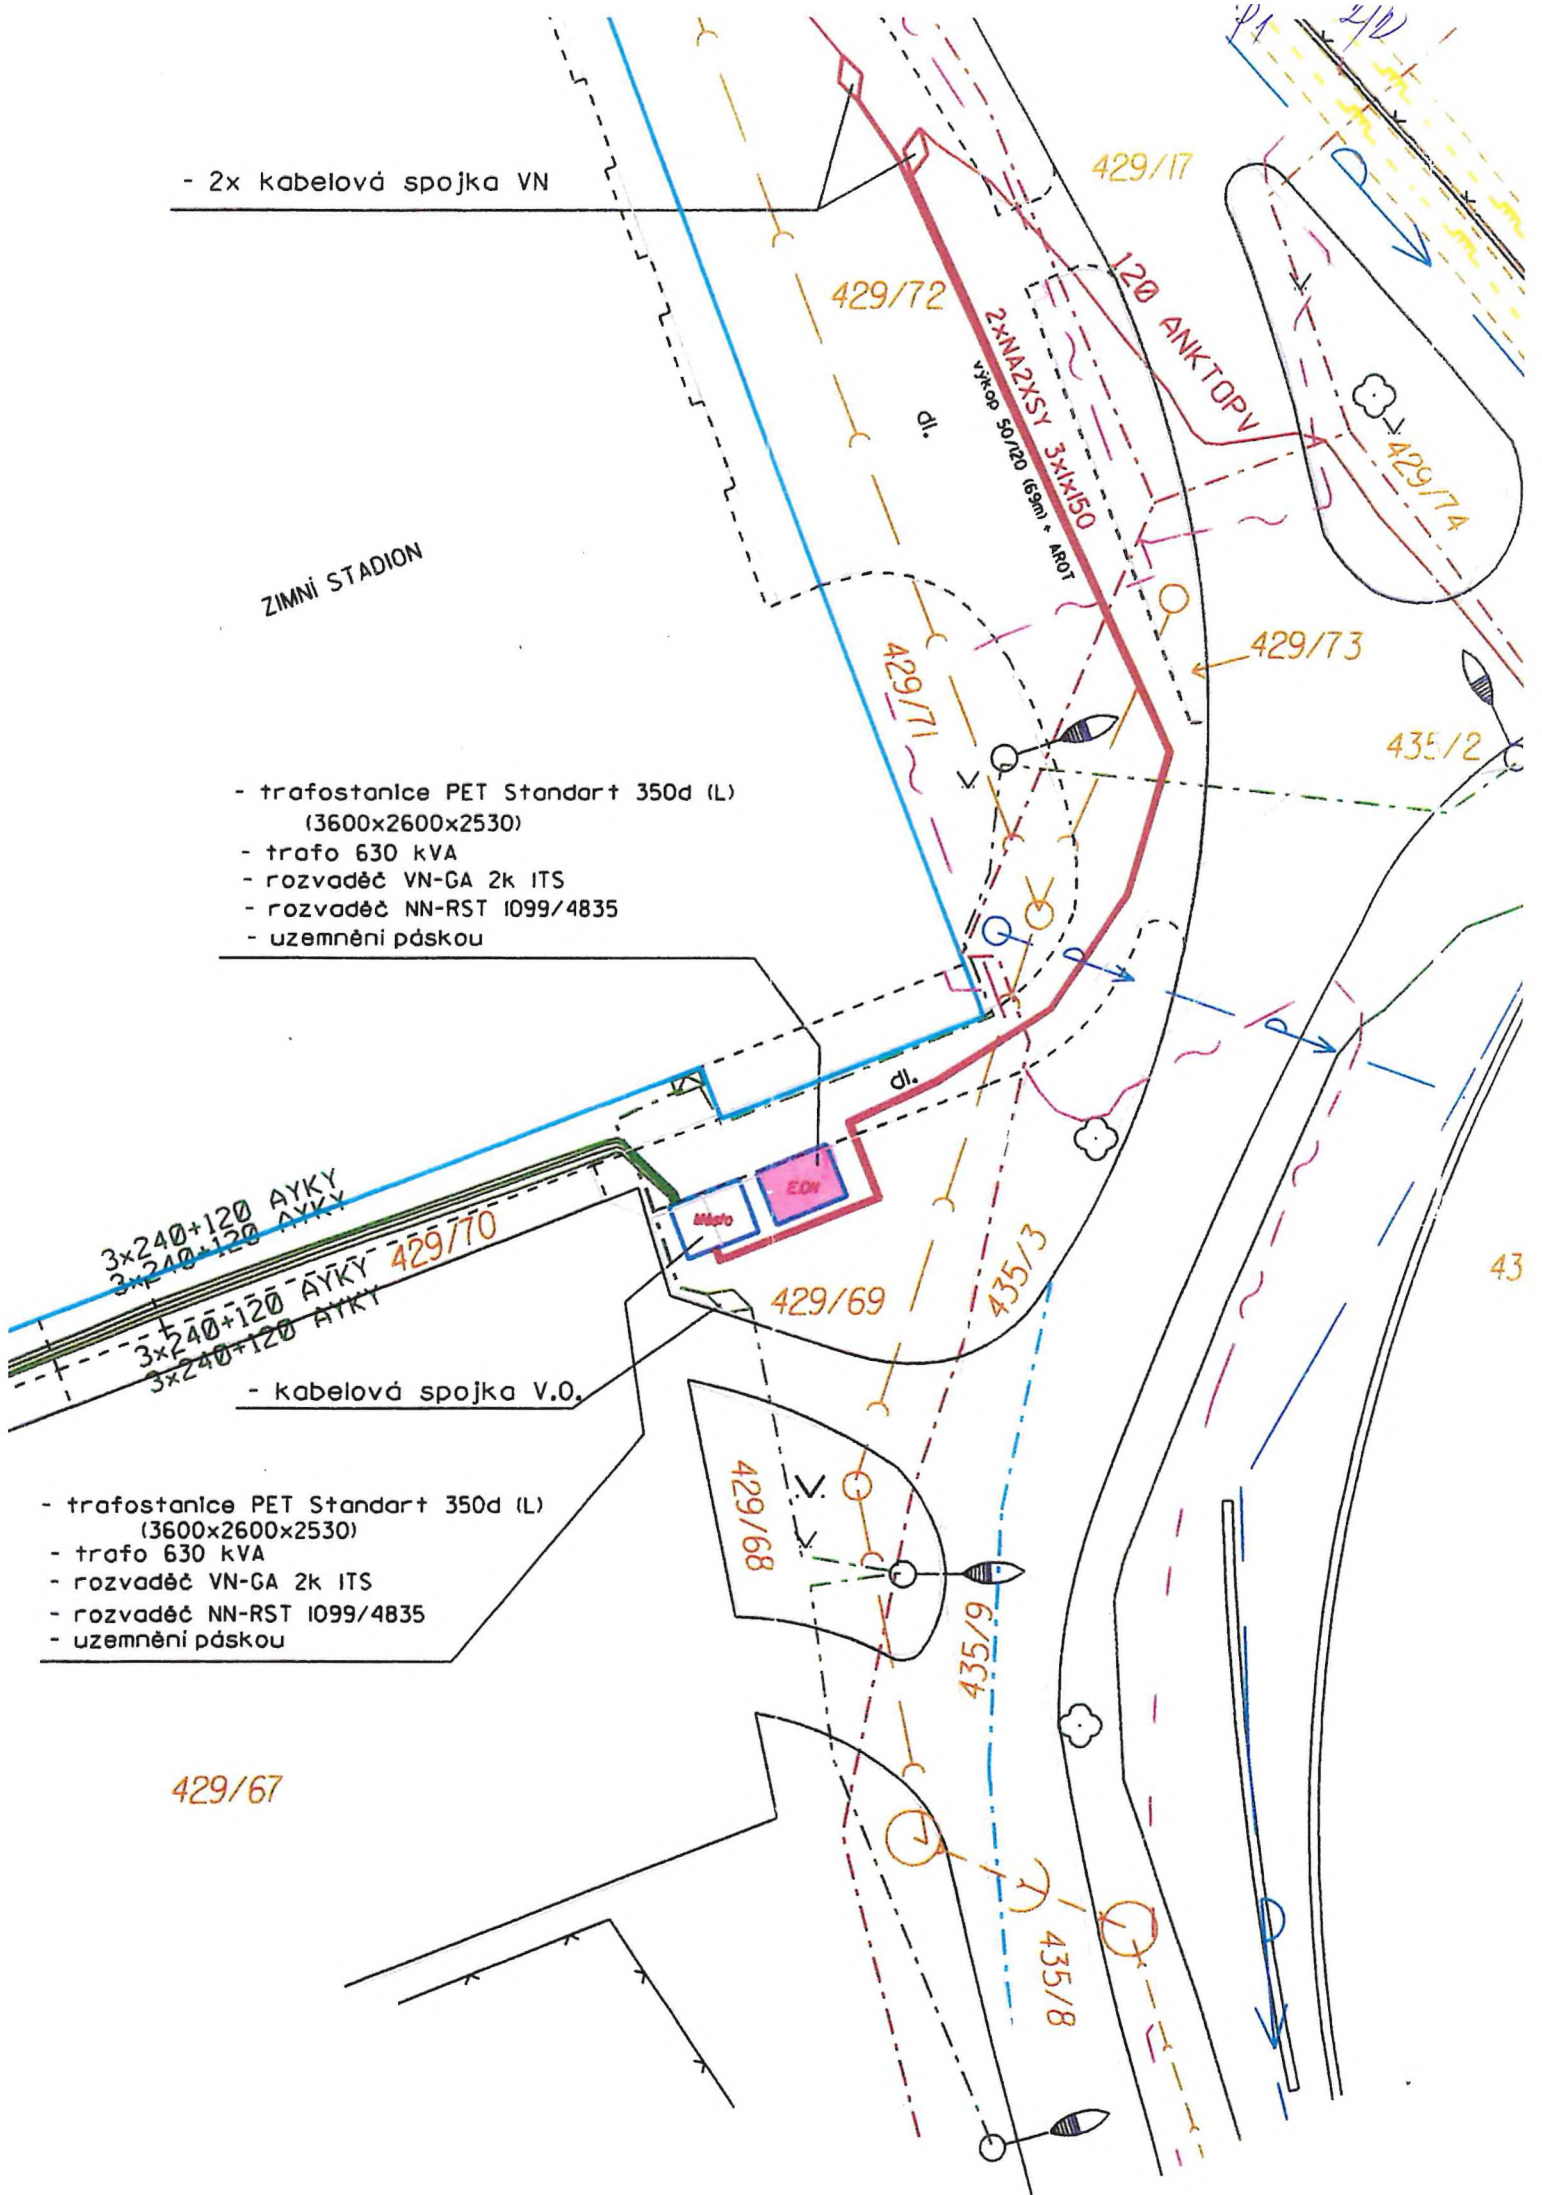 P1
2/D
- 2x kabelová spojka VN
429/17
429/72
120 ANKTOPV
2xNA2XSY 3x1x150
výkop 50/120 (69m) + AROT
dl.
429/74
ZIMNÍ STADION
429/73
429/71
435/2
- trafostanice PET Standart 350d (L)
(3600x2600x2530)
- trafo 630 kVA
- rozvaděč VN-GA 2k 1TS
- rozvaděč NN-RST 1099/4835
- uzemnění páskou
dl.
E.ON
Město
3x240+120 AYKY
3x240+120 AYKY
429/70
3x240+120 AYKY
3x240+120 AYKY
429/69
435/3
43
- kabelová spojka V.O.
429/68
- trafostanice PET Standart 350d (L)
(3600x2600x2530)
- trafo 630 kVA
- rozvaděč VN-GA 2k 1TS
- rozvaděč NN-RST 1099/4835
- uzemnění páskou
435/9
429/67
435/8